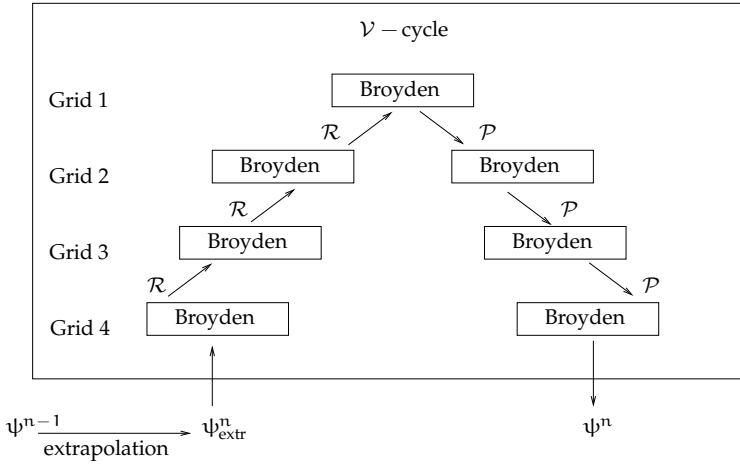 𝒱 – cycle
Grid 1 Broyden
ℛ 𝒫
Grid 2 Broyden Broyden
ℛ 𝒫
Grid 3 Broyden Broyden
ℛ 𝒫
Grid 4 Broyden Broyden
ψⁿ⁻¹ extrapolation ψⁿ_extr ψⁿ